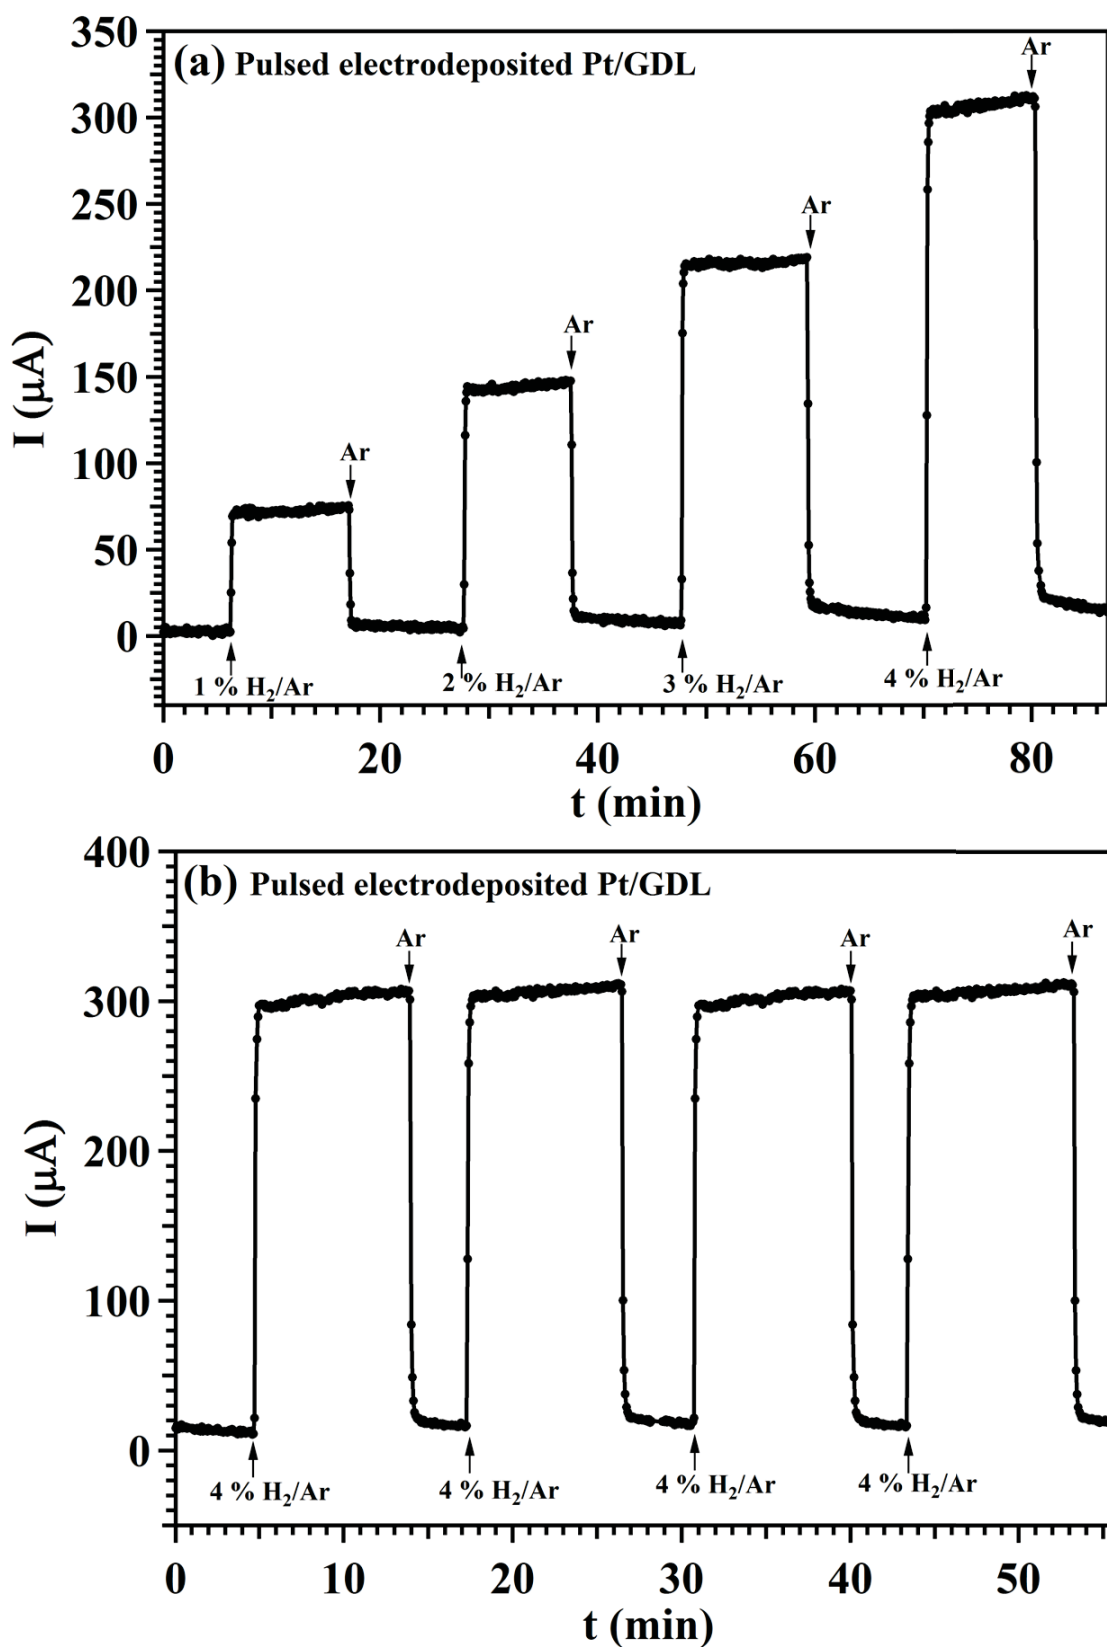 (a) Pulsed electrodeposited Pt/GDL
350
300
250
200
150
100
50
0
I (μA)
Ar
Ar
Ar
Ar
1 % H₂/Ar
2 % H₂/Ar
3 % H₂/Ar
4 % H₂/Ar
0 20 40 60 80
t (min)
(b) Pulsed electrodeposited Pt/GDL
400
300
200
100
0
I (μA)
Ar Ar Ar Ar
4 % H₂/Ar 4 % H₂/Ar 4 % H₂/Ar 4 % H₂/Ar
0 10 20 30 40 50
t (min)